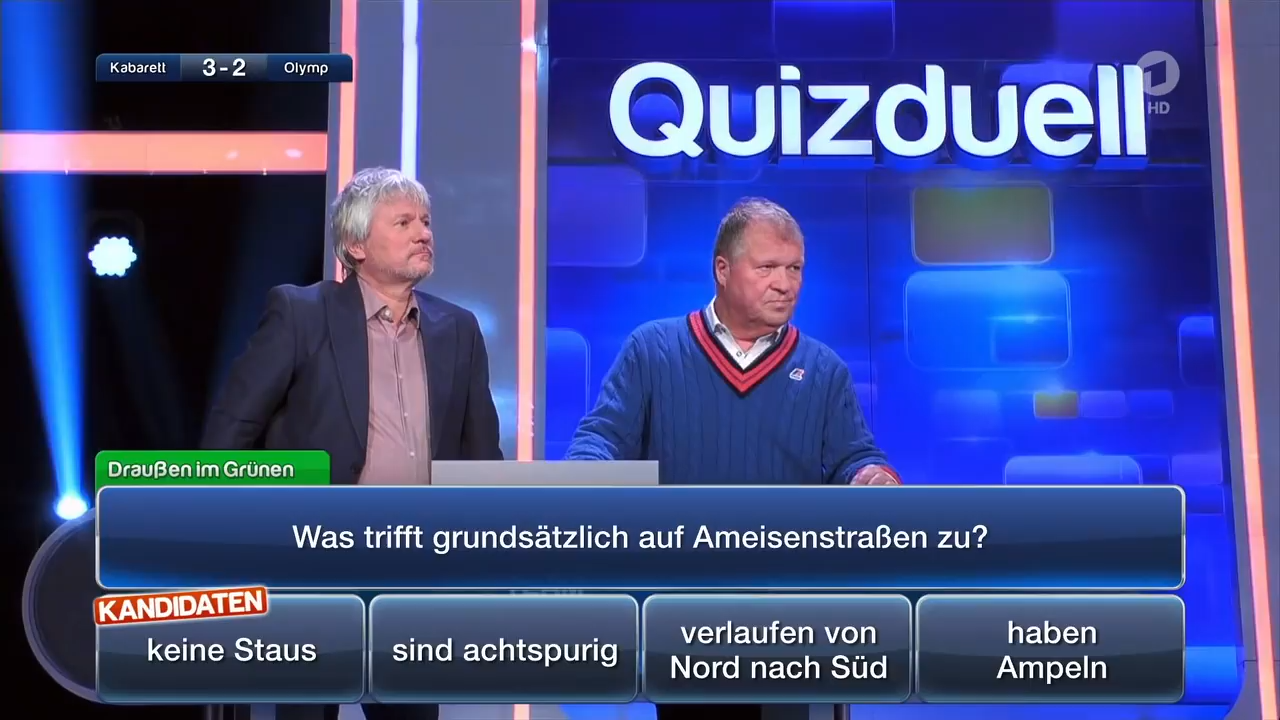 Kabarett 3-2 Olymp
1
HD
Quizduell
Draußen im Grünen
Was trifft grundsätzlich auf Ameisenstraßen zu?
KANDIDATEN
keine Staus
sind achtspurig
verlaufen von
Nord nach Süd
haben
Ampeln